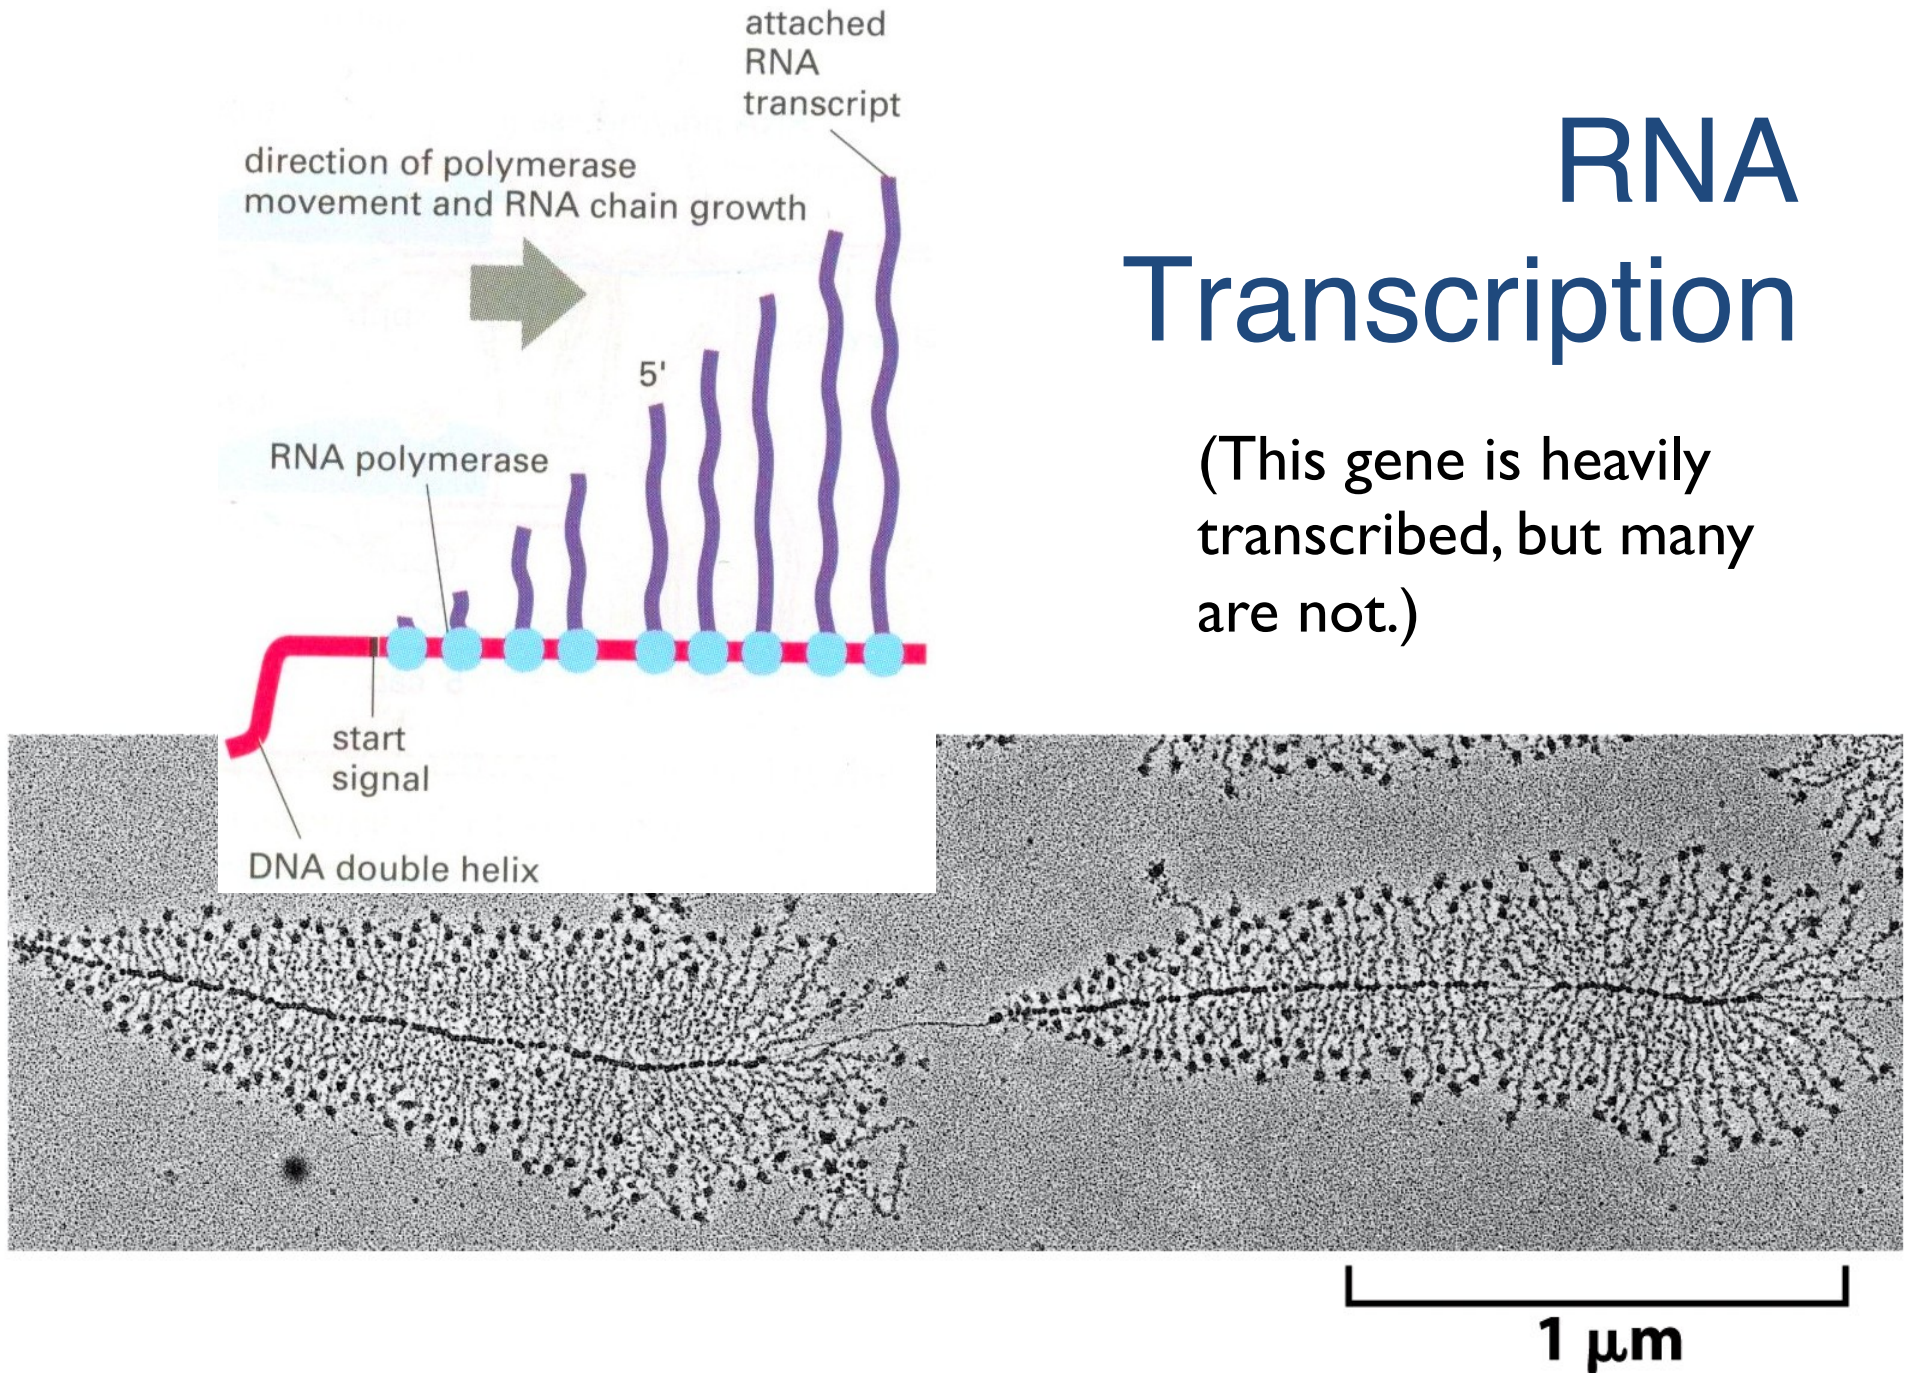 attached
RNA
transcript
direction of polymerase
movement and RNA chain growth
5'
RNA polymerase
start
signal
DNA double helix
RNA
Transcription
(This gene is heavily
transcribed, but many
are not.)
1 μm